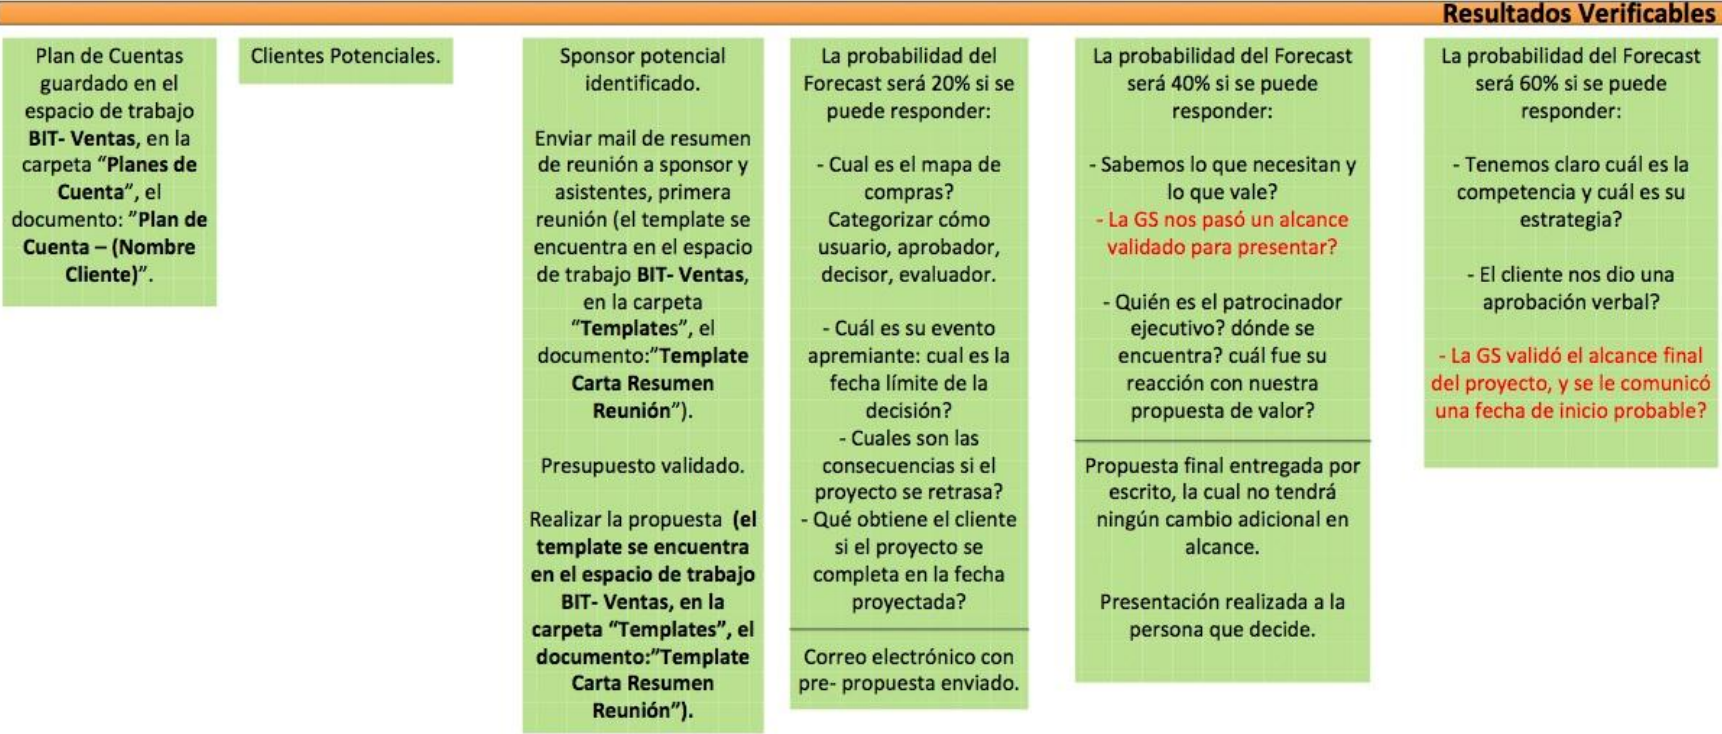 Resultados Verificables
Plan de Cuentas
guardado en el
espacio de trabajo
BIT- Ventas, en la
carpeta “Planes de
Cuenta”, el
documento: ”Plan de
Cuenta – (Nombre
Cliente)”.
Clientes Potenciales.
Sponsor potencial
identificado.
Enviar mail de resumen
de reunión a sponsor y
asistentes, primera
reunión (el template se
encuentra en el espacio
de trabajo BIT- Ventas,
en la carpeta
“Templates”, el
documento:”Template
Carta Resumen
Reunión”).
Presupuesto validado.
Realizar la propuesta (el
template se encuentra
en el espacio de trabajo
BIT- Ventas, en la
carpeta “Templates”, el
documento:”Template
Carta Resumen
Reunión”).
La probabilidad del
Forecast será 20% si se
puede responder:
- Cual es el mapa de
compras?
Categorizar cómo
usuario, aprobador,
decisor, evaluador.
- Cuál es su evento
apremiante: cual es la
fecha límite de la
decisión?
- Cuales son las
consecuencias si el
proyecto se retrasa?
- Qué obtiene el cliente
si el proyecto se
completa en la fecha
proyectada?
Correo electrónico con
pre- propuesta enviado.
La probabilidad del Forecast
será 40% si se puede
responder:
- Sabemos lo que necesitan y
lo que vale?
- La GS nos pasó un alcance
validado para presentar?
- Quién es el patrocinador
ejecutivo? dónde se
encuentra? cuál fue su
reacción con nuestra
propuesta de valor?
Propuesta final entregada por
escrito, la cual no tendrá
ningún cambio adicional en
alcance.
Presentación realizada a la
persona que decide.
La probabilidad del Forecast
será 60% si se puede
responder:
- Tenemos claro cuál es la
competencia y cuál es su
estrategia?
- El cliente nos dio una
aprobación verbal?
- La GS validó el alcance final
del proyecto, y se le comunicó
una fecha de inicio probable?